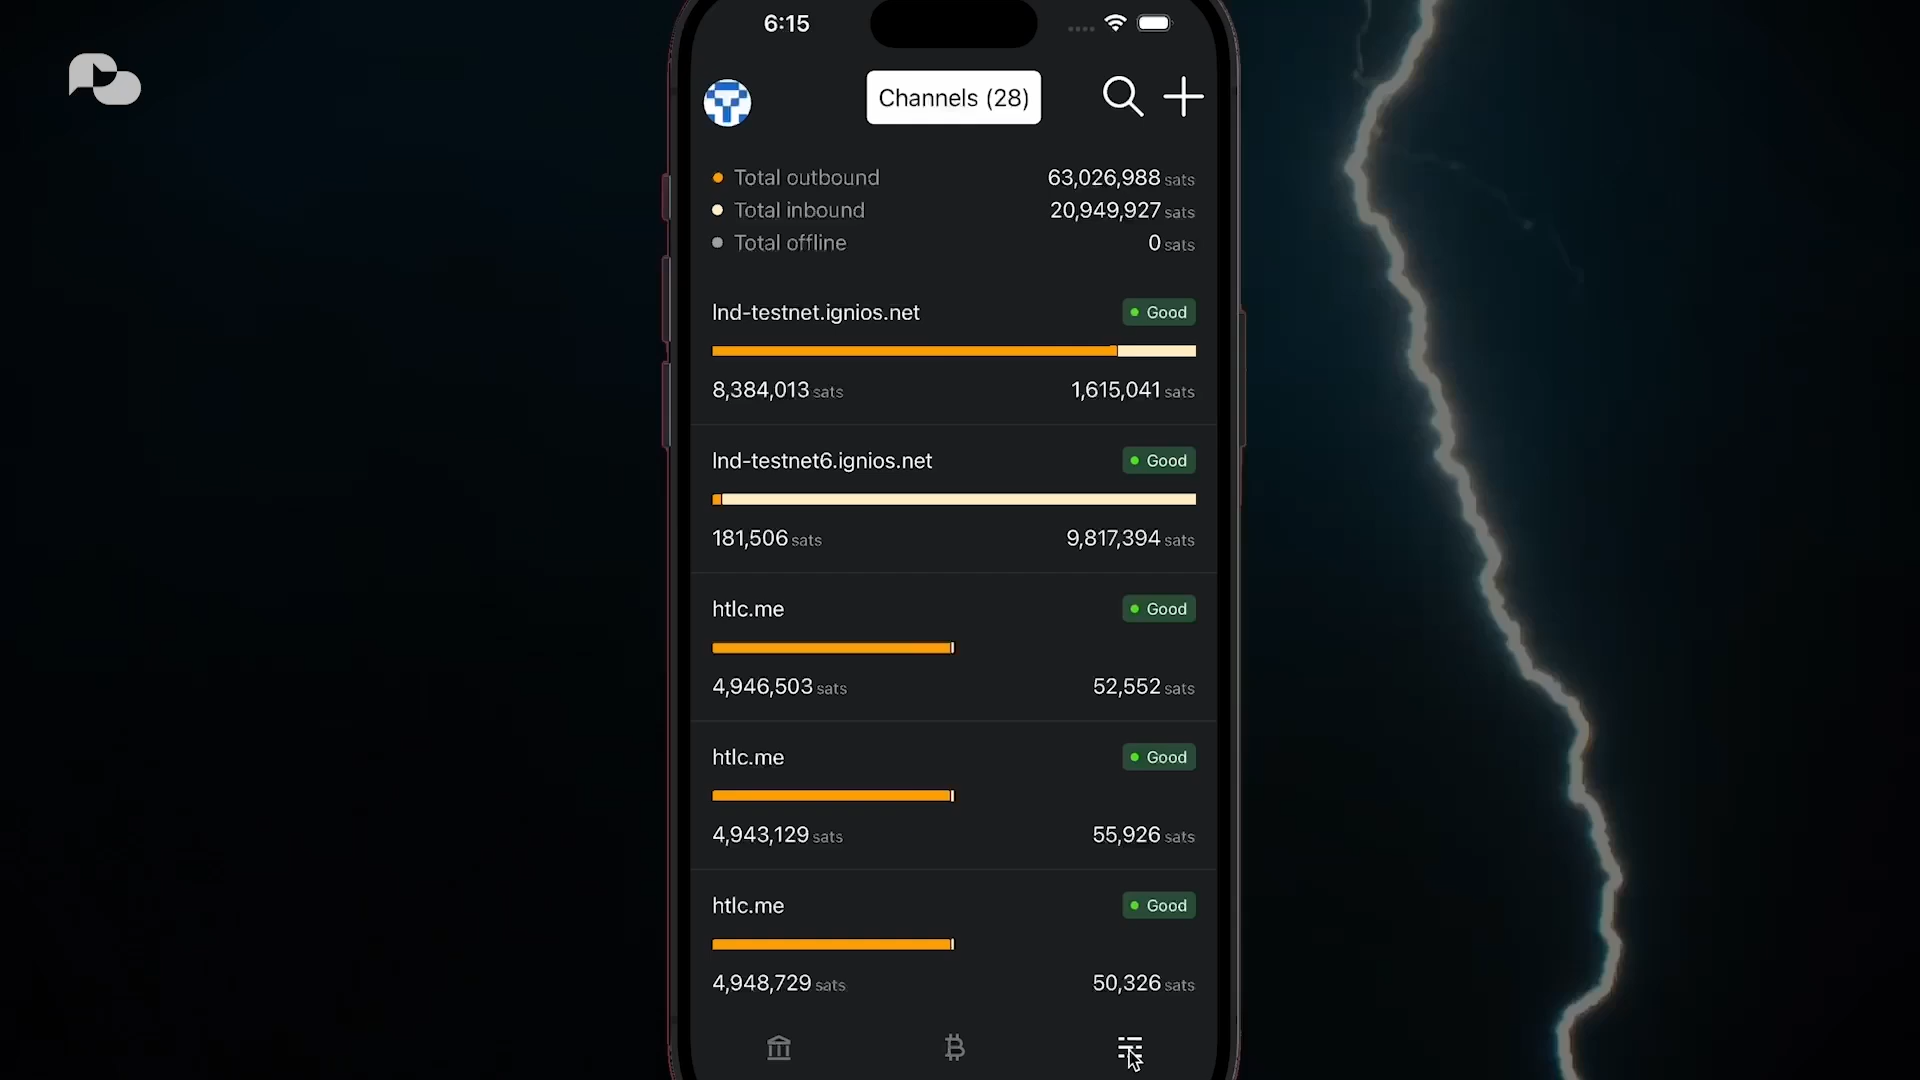 6:15
Channels (28)
Total outbound 63,026,988 sats
Total inbound 20,949,927 sats
Total offline 0 sats
lnd-testnet.ignios.net Good
8,384,013 sats 1,615,041 sats
lnd-testnet6.ignios.net Good
181,506 sats 9,817,394 sats
htlc.me Good
4,946,503 sats 52,552 sats
htlc.me Good
4,943,129 sats 55,926 sats
htlc.me Good
4,948,729 sats 50,326 sats